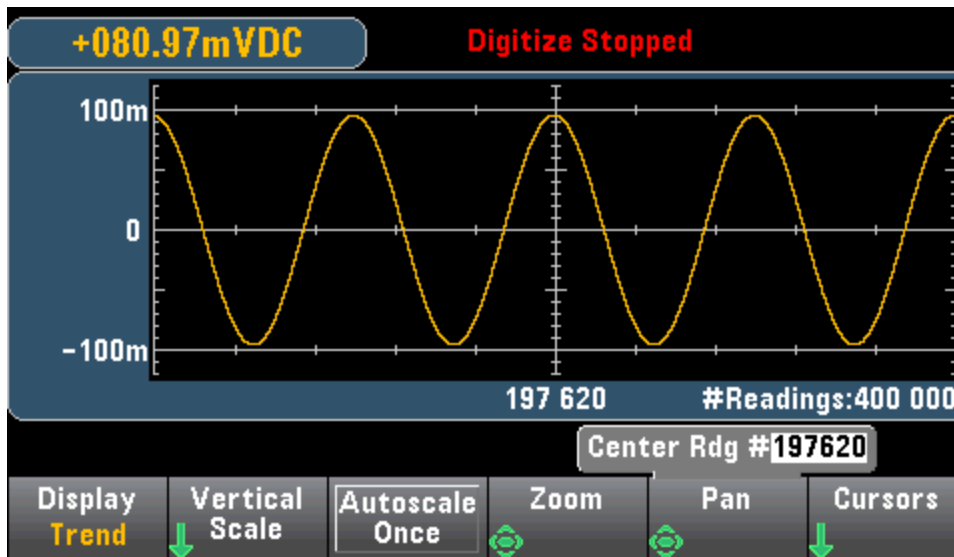 +080.97mVDC
Digitize Stopped
100m
0
-100m
197 620
#Readings:400 000
Center Rdg #197620
Display
Trend
Vertical
Scale
Autoscale
Once
Zoom
Pan
Cursors